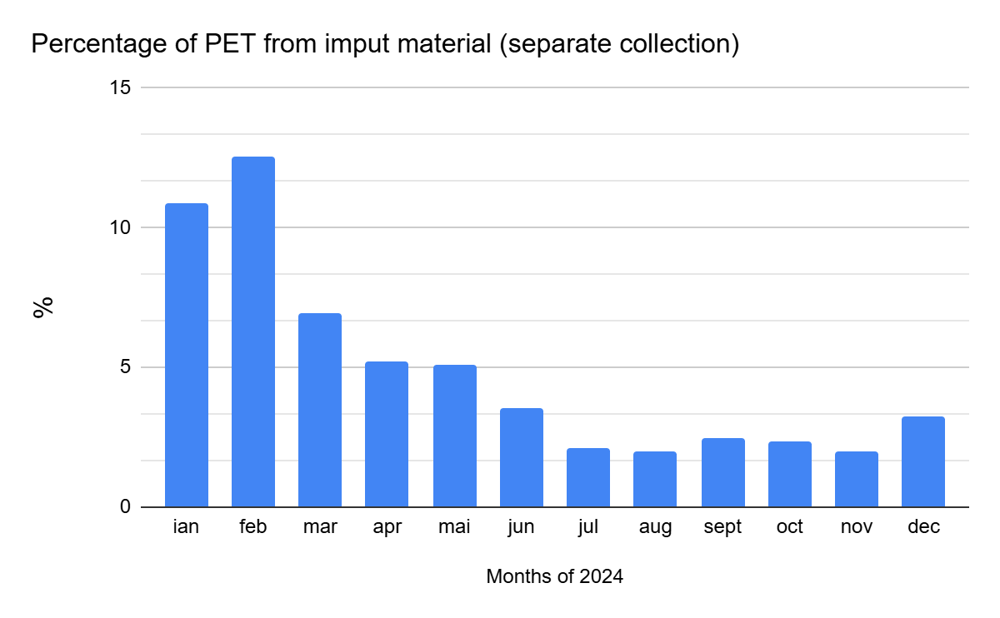 Percentage of PET from imput material (separate collection)
15
10
5
0
%
ian feb mar apr mai jun jul aug sept oct nov dec
Months of 2024